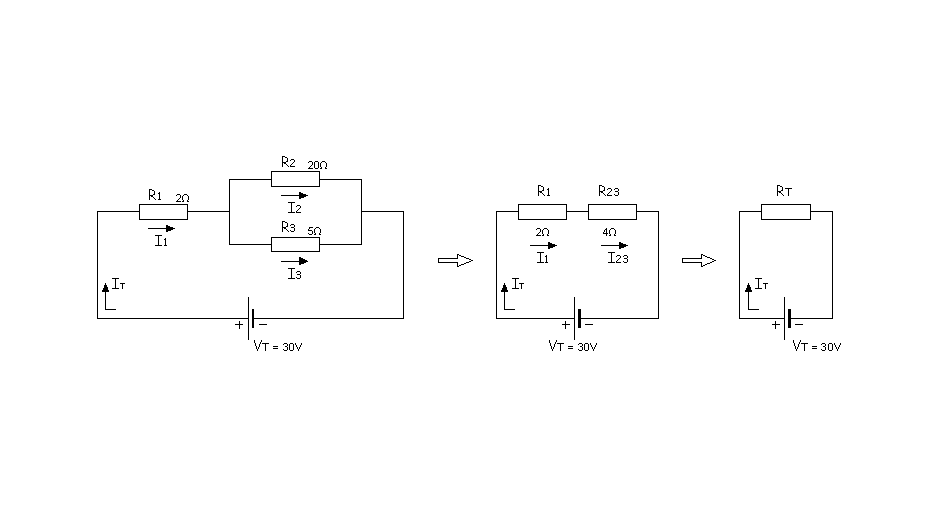 R1 2Ω
I1
R2 20Ω
I2
R3 5Ω
I3
IT
+ −
VT = 30V
R1 R23
2Ω 4Ω
I1 I23
IT
+ −
VT = 30V
RT
IT
+ −
VT = 30V